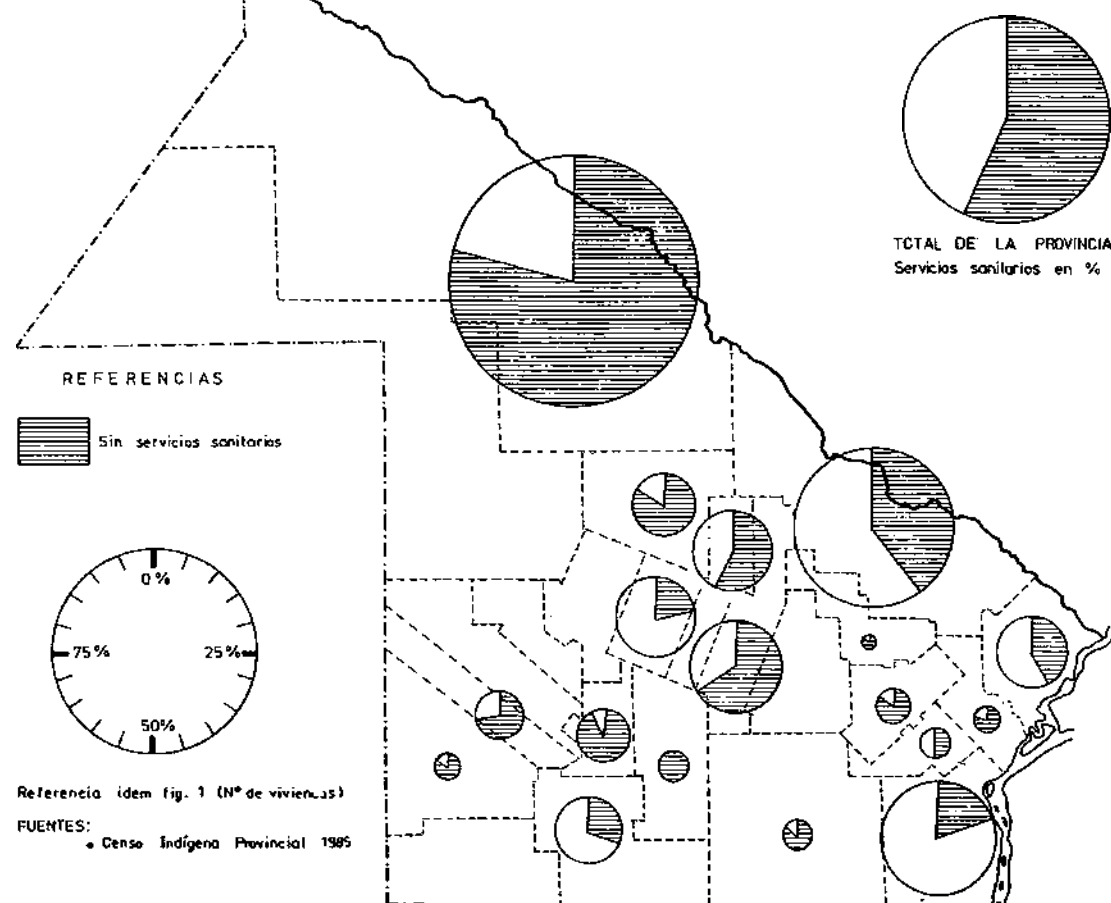 TOTAL DE LA PROVINCIA
Servicios sanitarios en %
REFERENCIAS
Sin servicios sanitarios
0%
75%
25%
50%
Referencia idem fig. 1 (Nº de viviendas)
FUENTES:
• Censo Indígena Provincial 1985